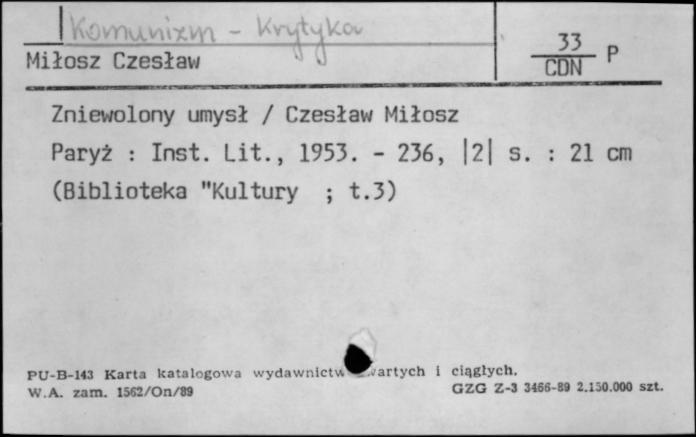 Komunizm - Krytyka
Miłosz Czesław
33 P
CDN
Zniewolony umysł / Czesław Miłosz
Paryż : Inst. Lit., 1953. - 236, |2| s. : 21 cm
(Biblioteka "Kultury ; t.3)
PU-B-143 Karta katalogowa wydawnictw i ciągłych.
W.A. zam. 1562/On/89
GZG Z-3 3466-89 2.150.000 szt.